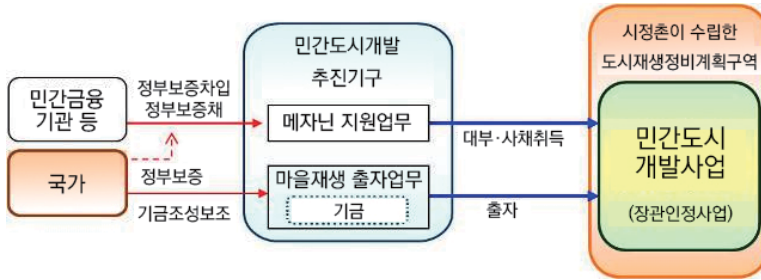 민간금융
기관 등
국가
정부보증차입
정부보증채
정부보증
기금조성보조
민간도시개발
추진기구
메자닌 지원업무
마을재생 출자업무
기금
대부·사채취득
출자
시정촌이 수립한
도시재생정비계획구역
민간도시
개발사업
(장관인정사업)